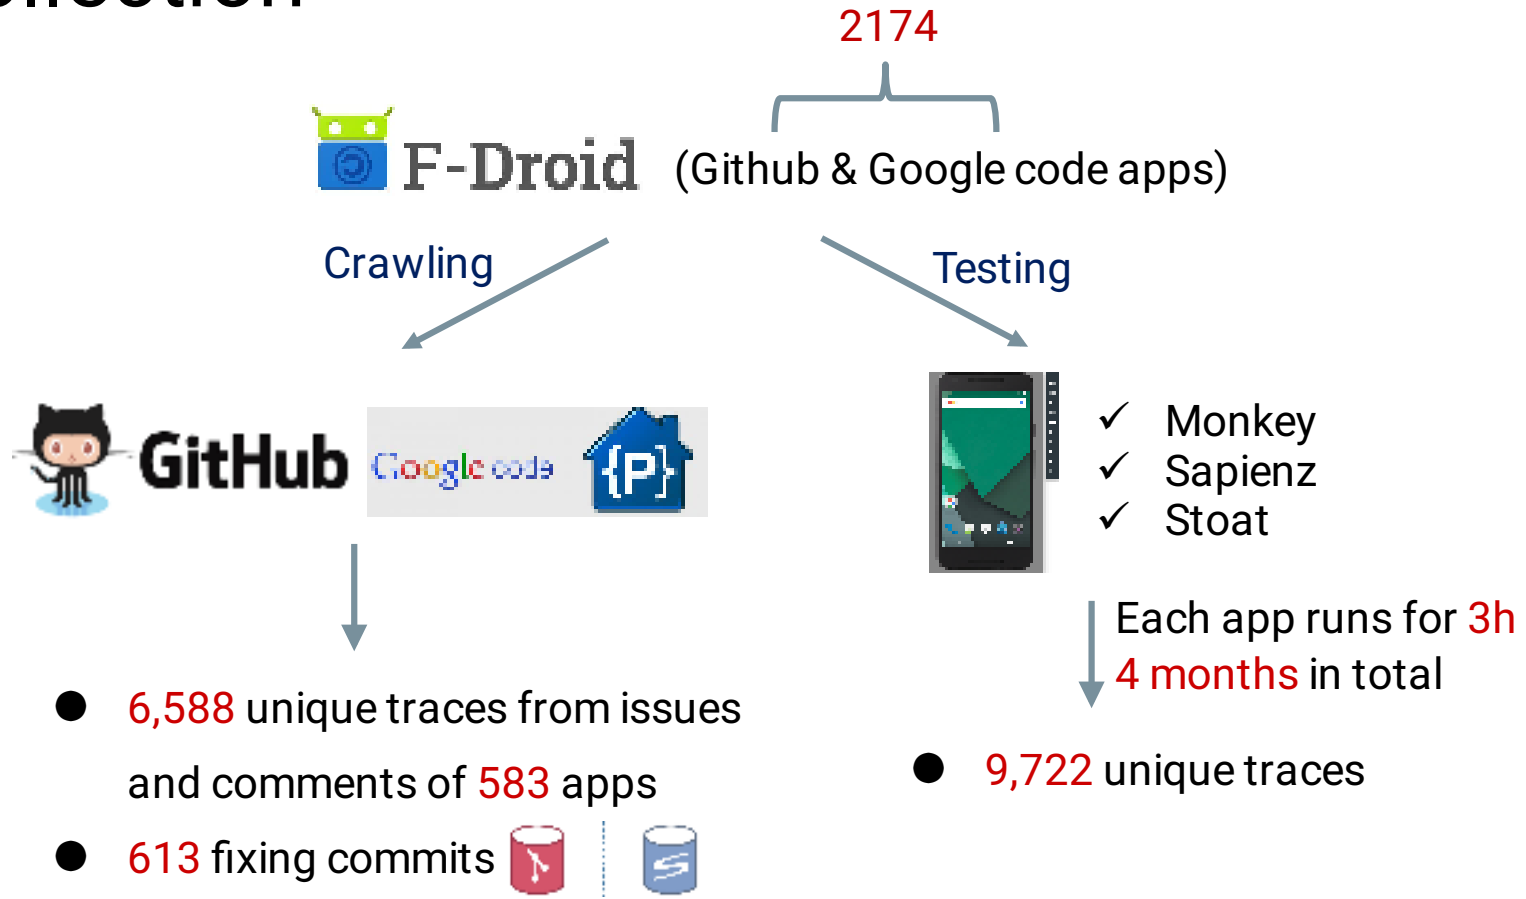 2174
F-Droid (Github & Google code apps)
Crawling
Testing
GitHub
Google code
{P}
✓ Monkey
✓ Sapienz
✓ Stoat
Each app runs for 3h
4 months in total
● 6,588 unique traces from issues
and comments of 583 apps
● 613 fixing commits
● 9,722 unique traces